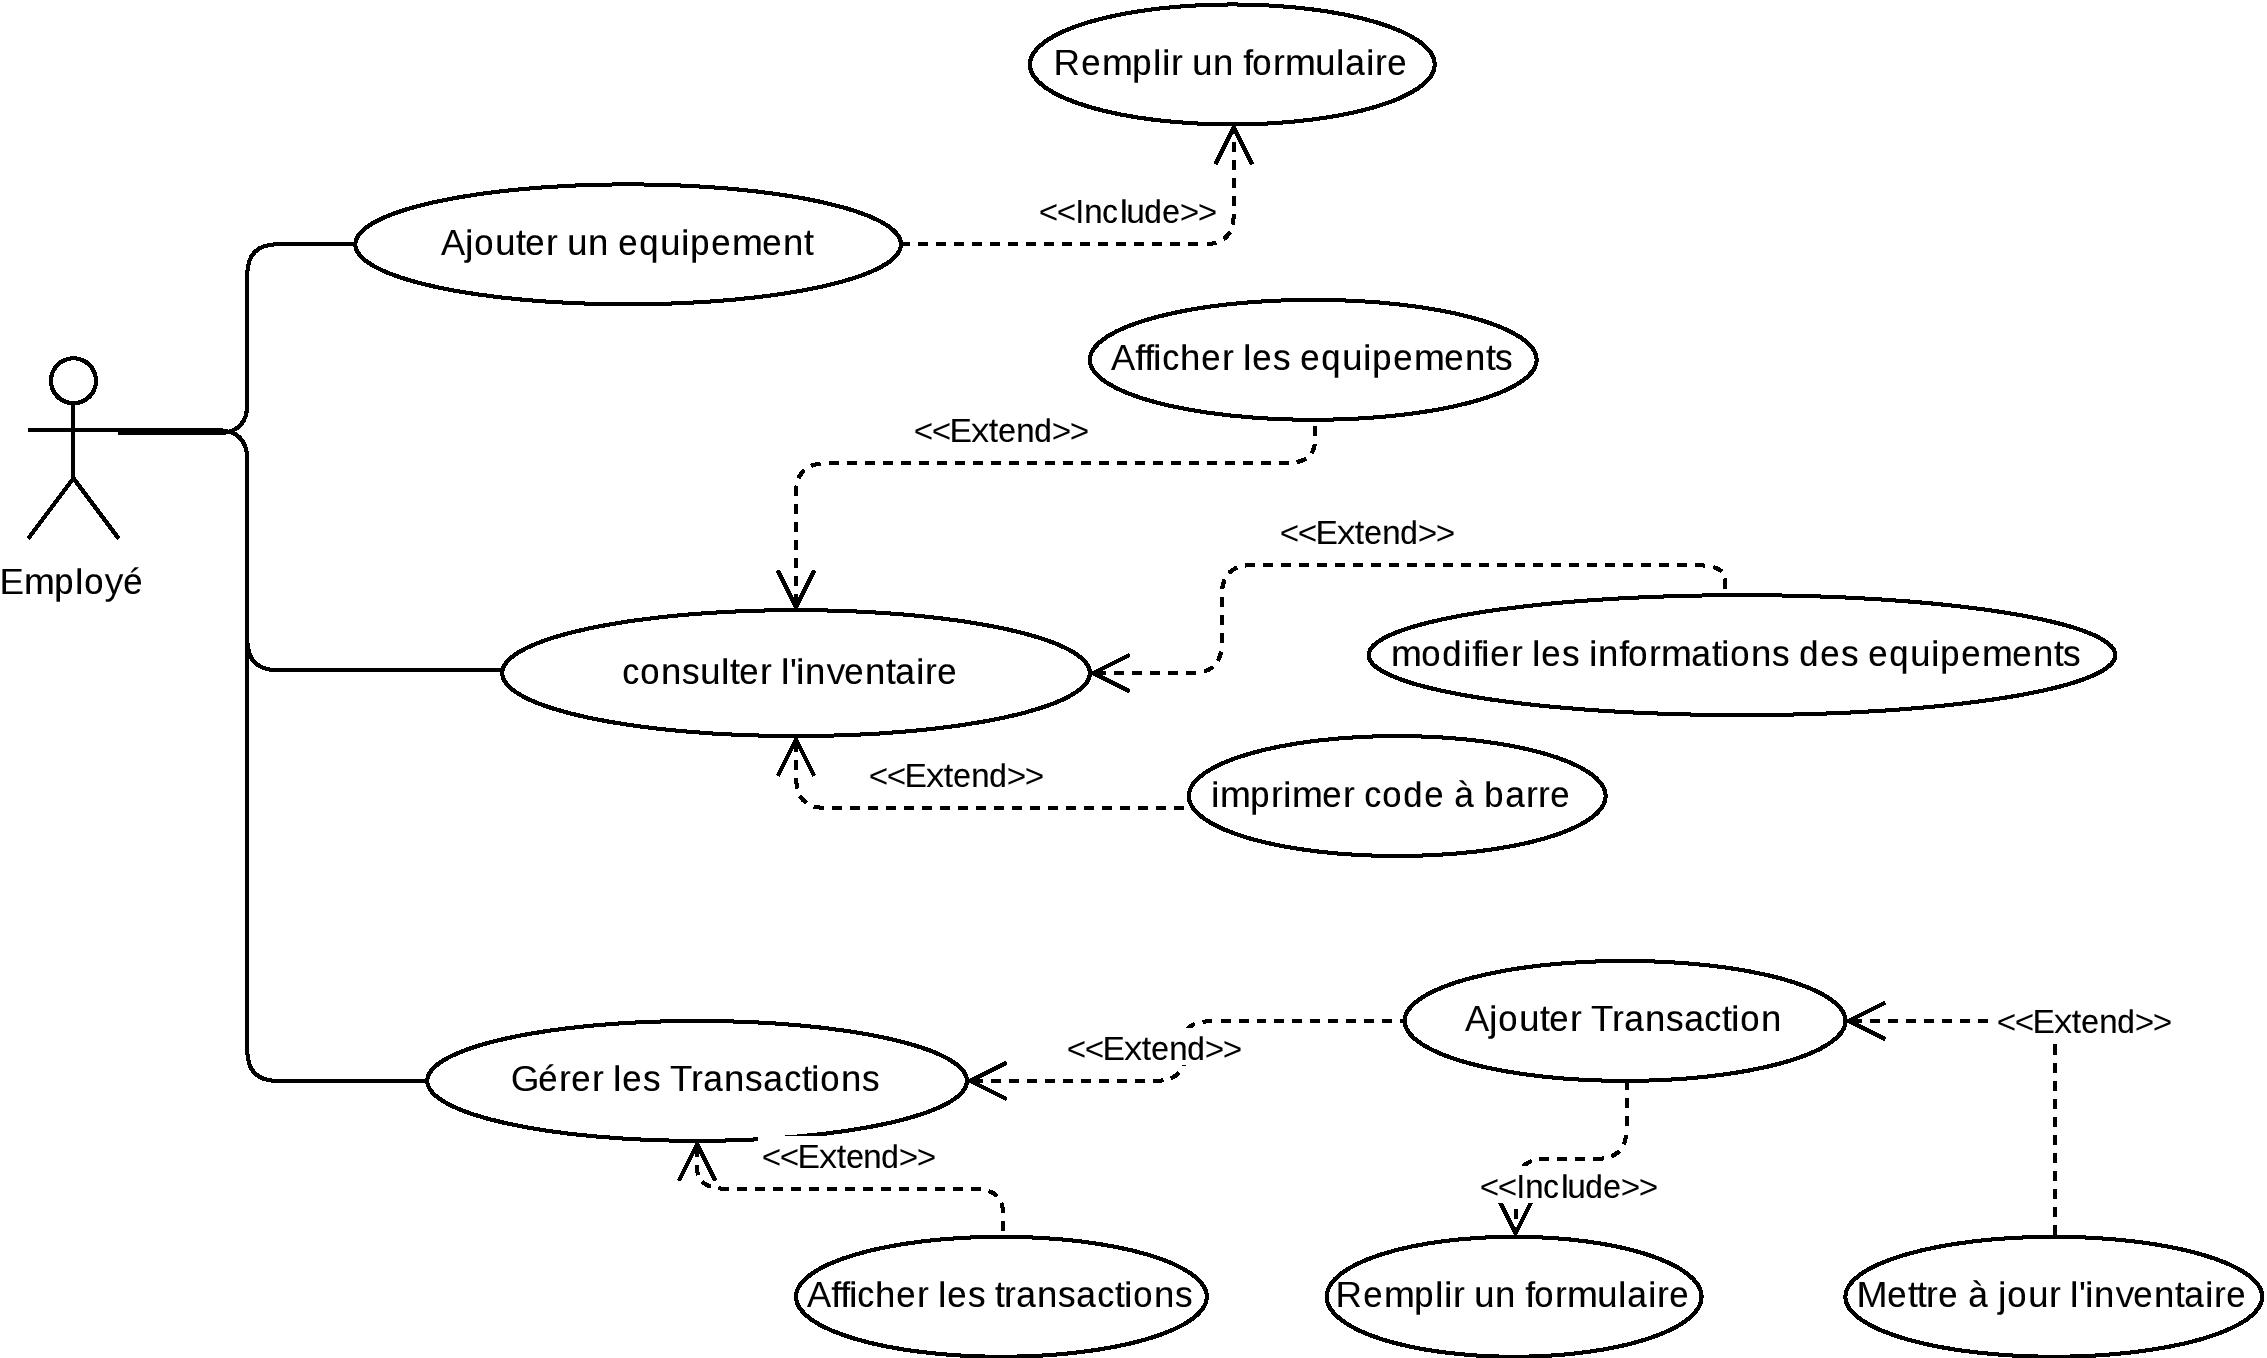 Remplir un formulaire
<<Include>>
Ajouter un equipement
Afficher les equipements
<<Extend>>
<<Extend>>
Employé
modifier les informations des equipements
consulter l'inventaire
<<Extend>>
imprimer code à barre
Ajouter Transaction
<<Extend>>
<<Extend>>
Gérer les Transactions
<<Extend>>
<<Include>>
Afficher les transactions
Remplir un formulaire
Mettre à jour l'inventaire